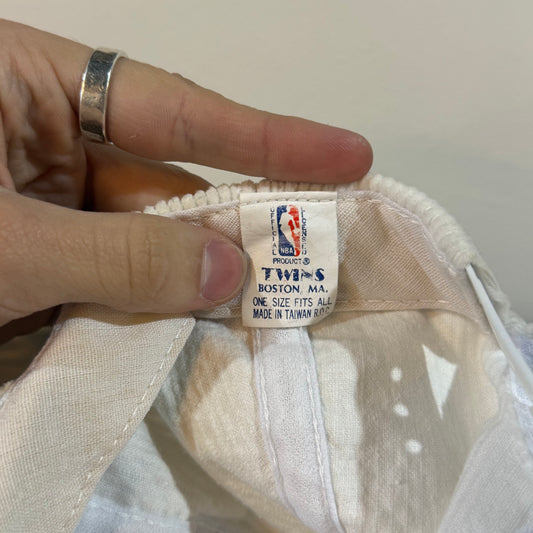 OFFICIAL
LICENSED
NBA
PRODUCT ®
TWINS
BOSTON, MA.
ONE SIZE FITS ALL
MADE IN TAIWAN R.O.C